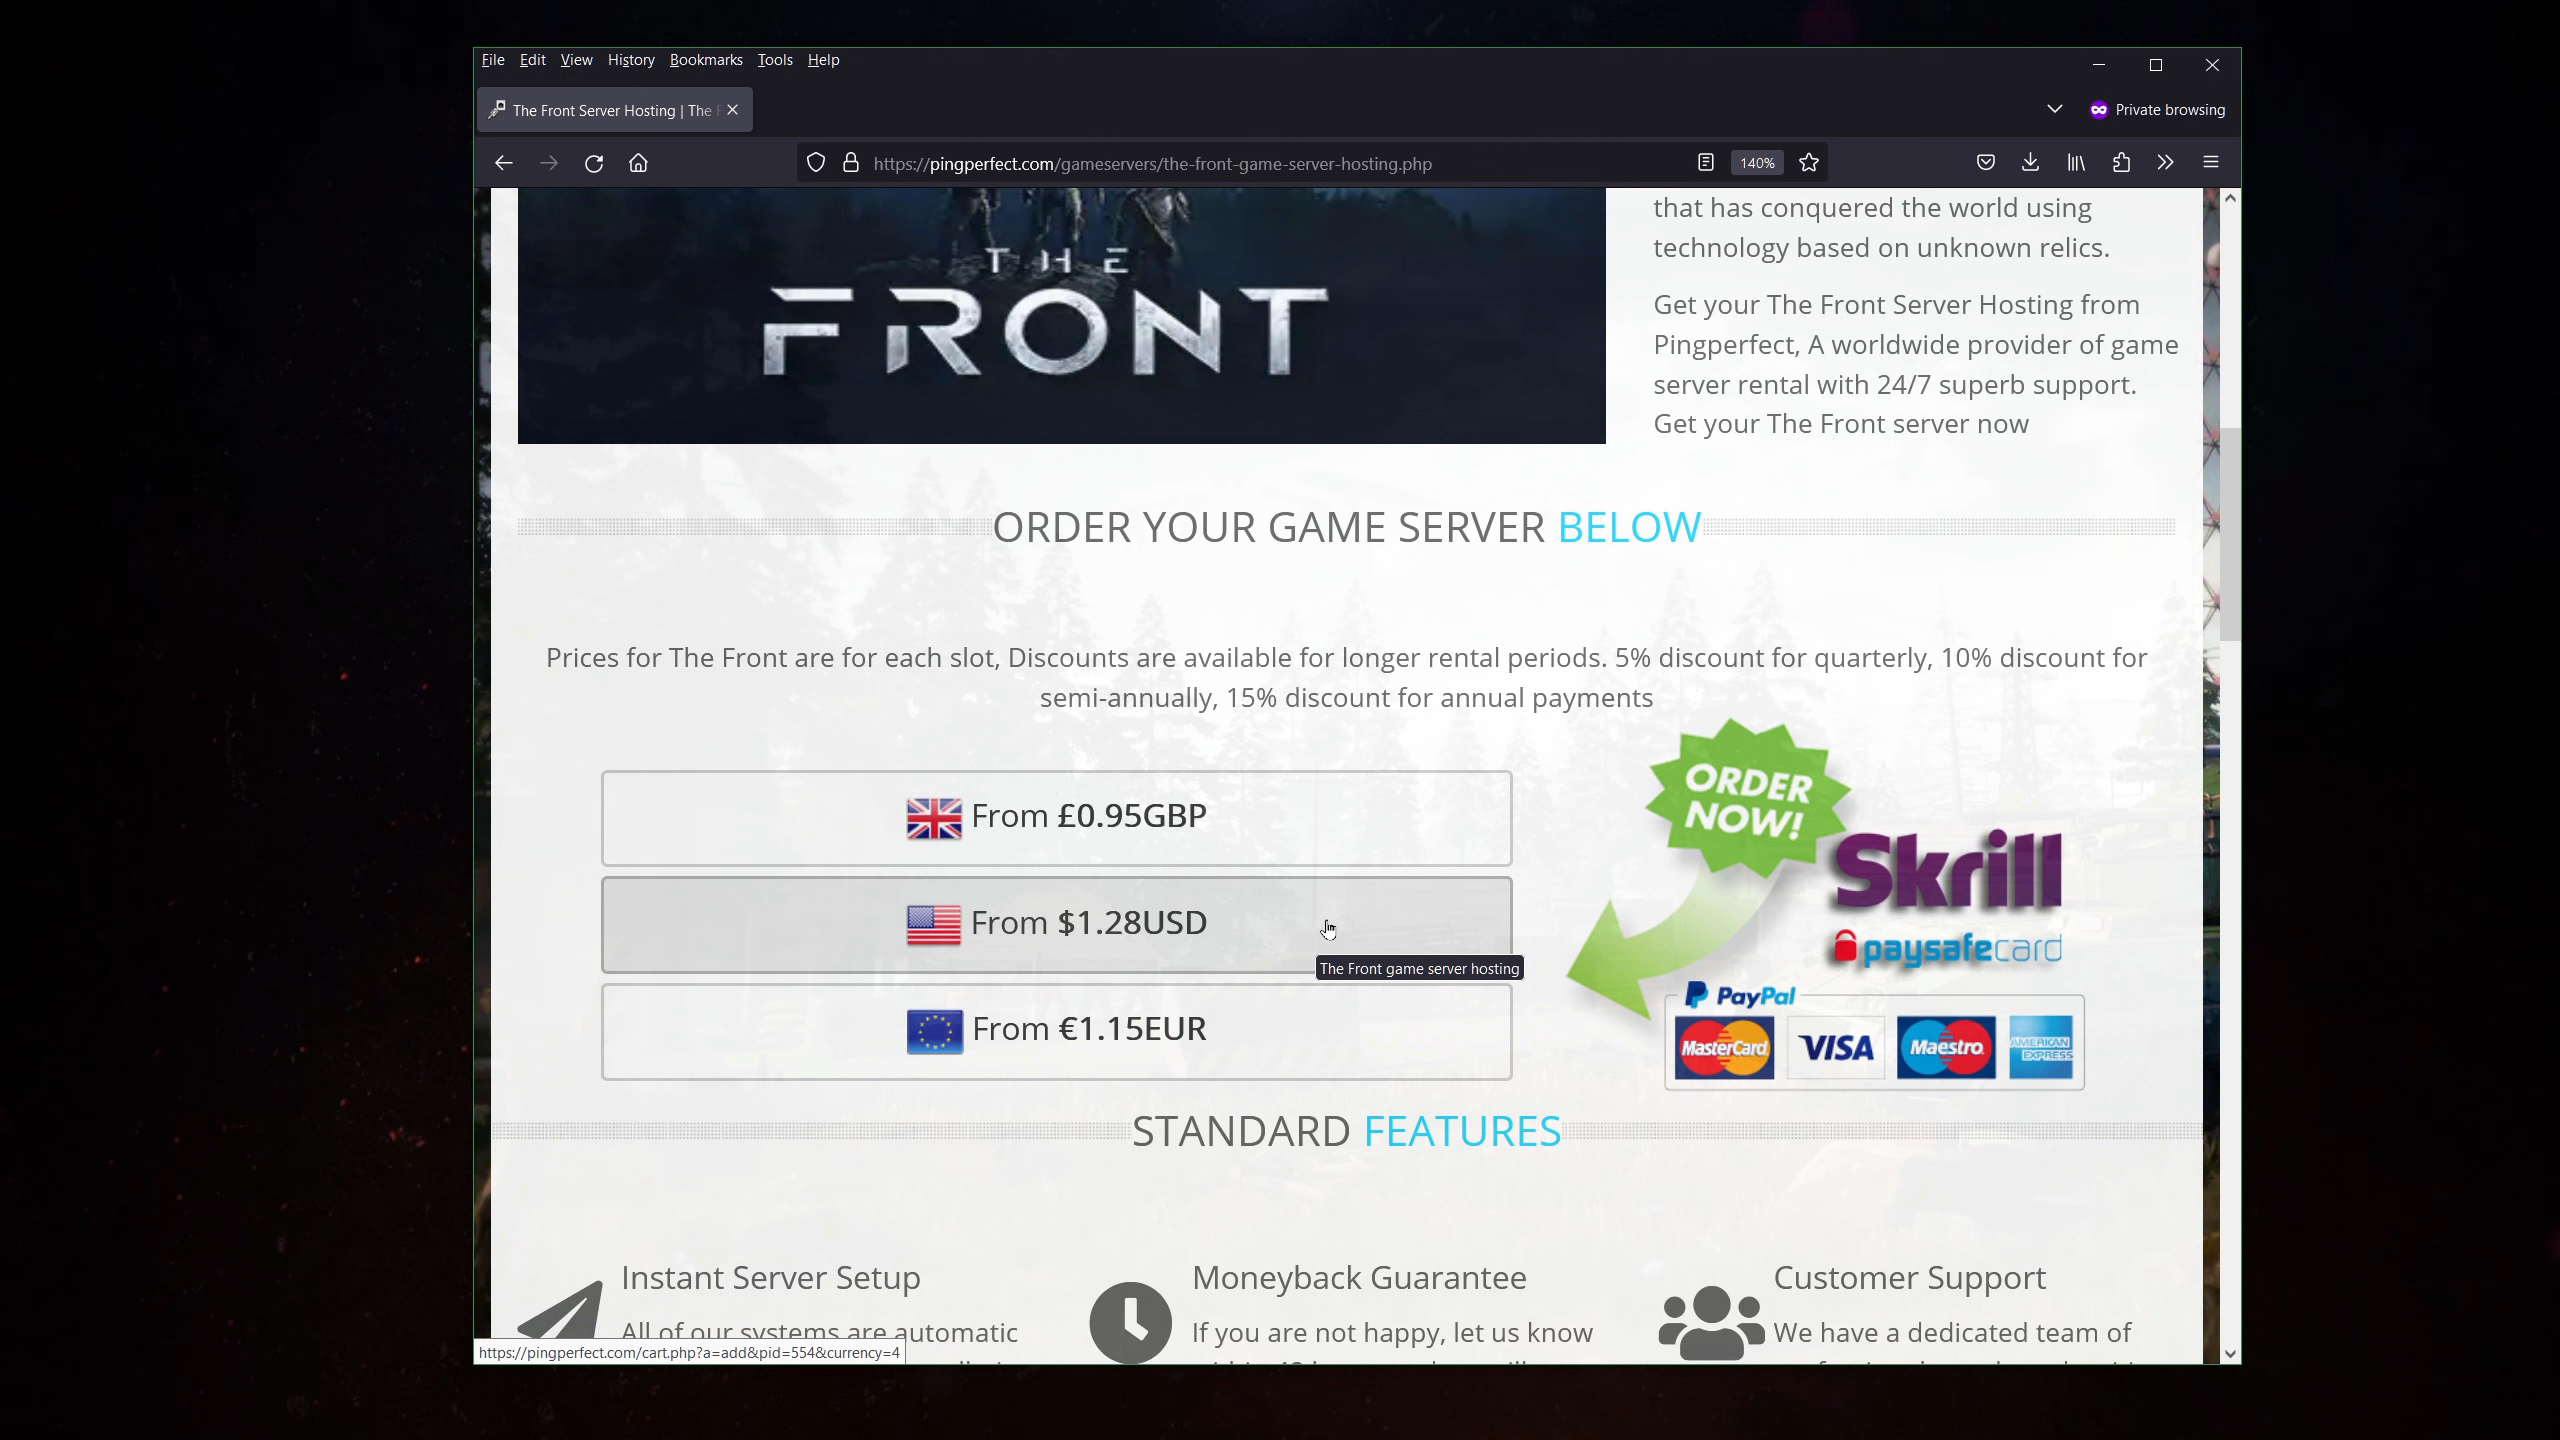 File Edit View History Bookmarks Tools Help
The Front Server Hosting | The
Private browsing
https://pingperfect.com/gameservers/the-front-game-server-hosting.php
140%
THE
FRONT
that has conquered the world using
technology based on unknown relics.
Get your The Front Server Hosting from
Pingperfect, A worldwide provider of game
server rental with 24/7 superb support.
Get your The Front server now
ORDER YOUR GAME SERVER BELOW
Prices for The Front are for each slot, Discounts are available for longer rental periods. 5% discount for quarterly, 10% discount for
semi-annually, 15% discount for annual payments
From £0.95GBP
From $1.28USD
The Front game server hosting
From €1.15EUR
ORDER
NOW!
Skrill
paysafecard
PayPal
MasterCard VISA Maestro AMERICAN EXPRESS
STANDARD FEATURES
Instant Server Setup
All of our systems are automatic
Moneyback Guarantee
If you are not happy, let us know
Customer Support
We have a dedicated team of
https://pingperfect.com/cart.php?a=add&pid=554&currency=4